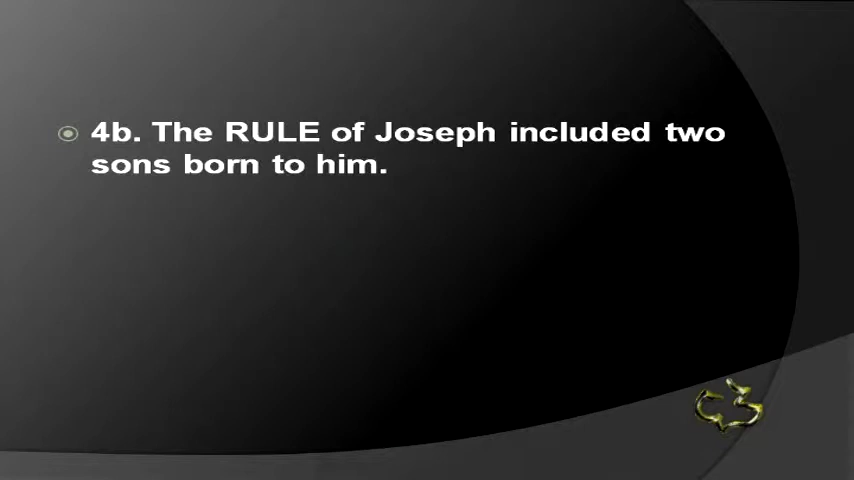 4b. The RULE of Joseph included two
sons born to him.